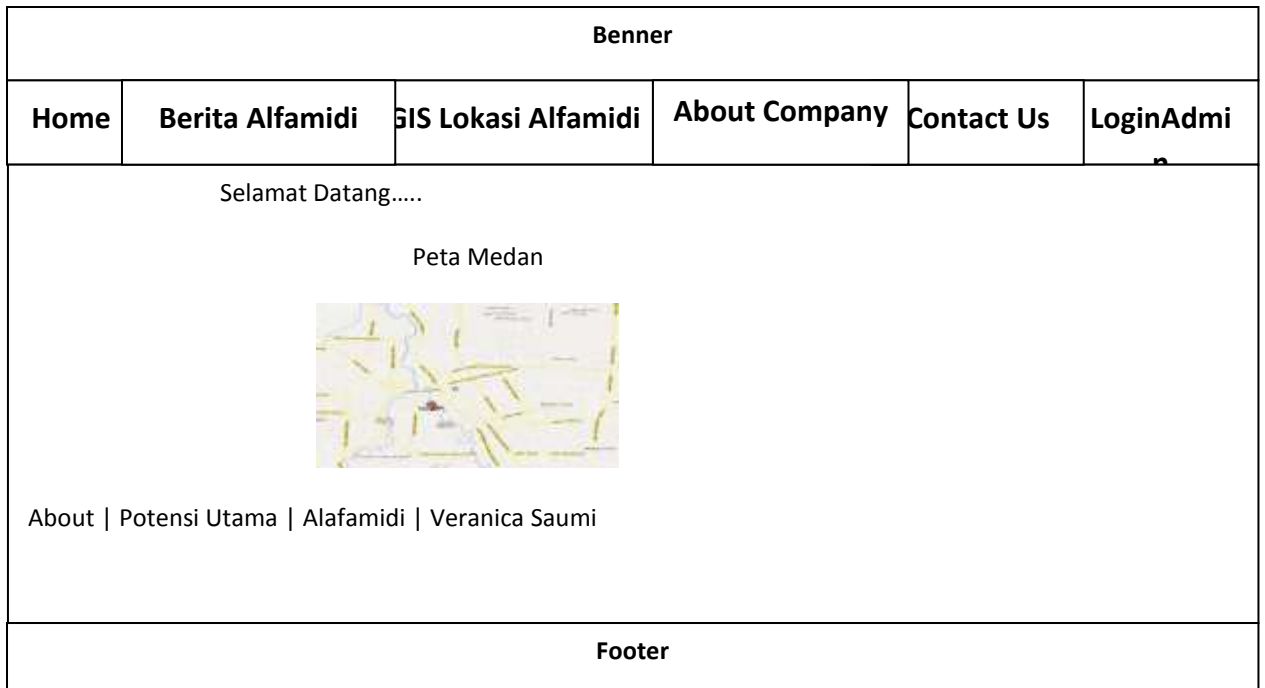 Benner
Home
Berita Alfamidi
GIS Lokasi Alfamidi
About Company
Contact Us
LoginAdmi
n
Selamat Datang.....
Peta Medan
About | Potensi Utama | Alafamidi | Veranica Saumi
Footer